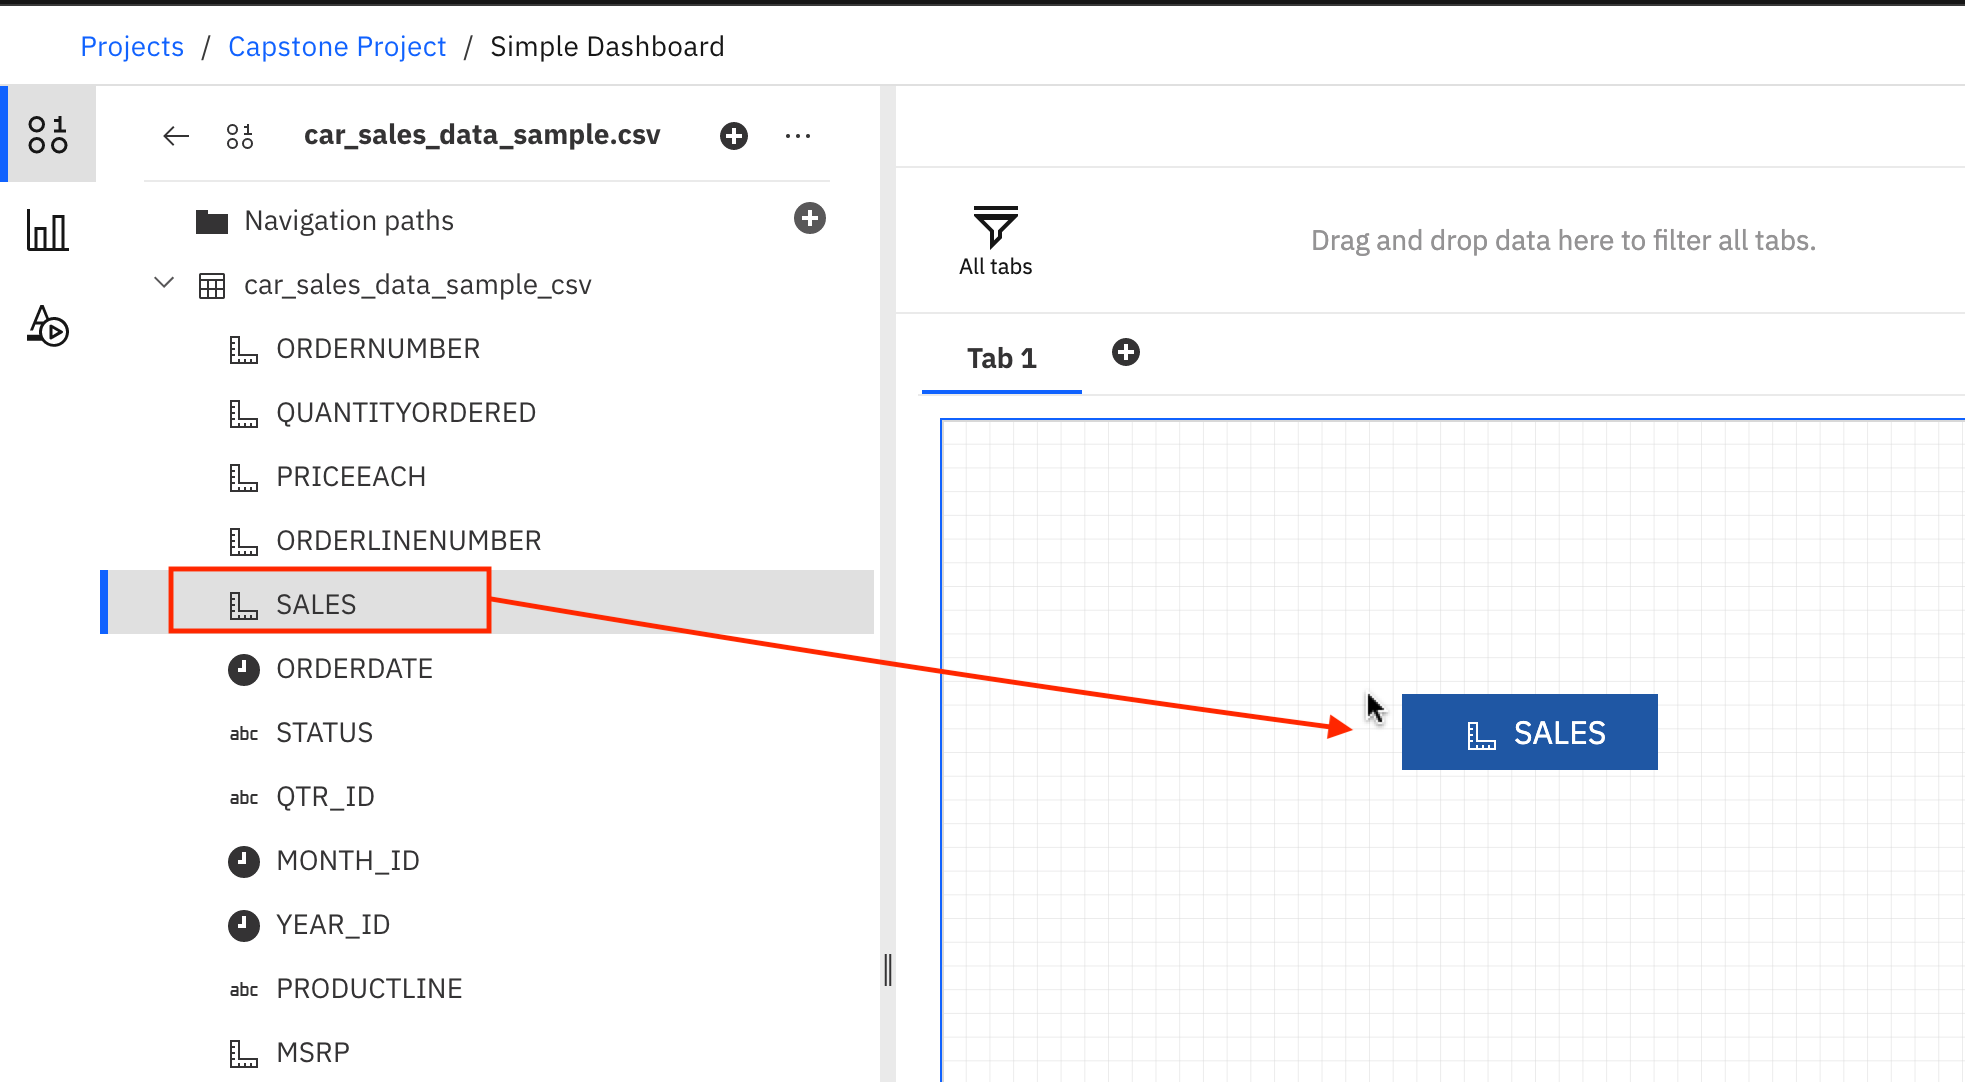 Projects / Capstone Project / Simple Dashboard
car_sales_data_sample.csv
Navigation paths
car_sales_data_sample_csv
ORDERNUMBER
QUANTITYORDERED
PRICEEACH
ORDERLINENUMBER
SALES
ORDERDATE
abc STATUS
abc QTR_ID
MONTH_ID
YEAR_ID
abc PRODUCTLINE
MSRP
All tabs
Drag and drop data here to filter all tabs.
Tab 1
SALES